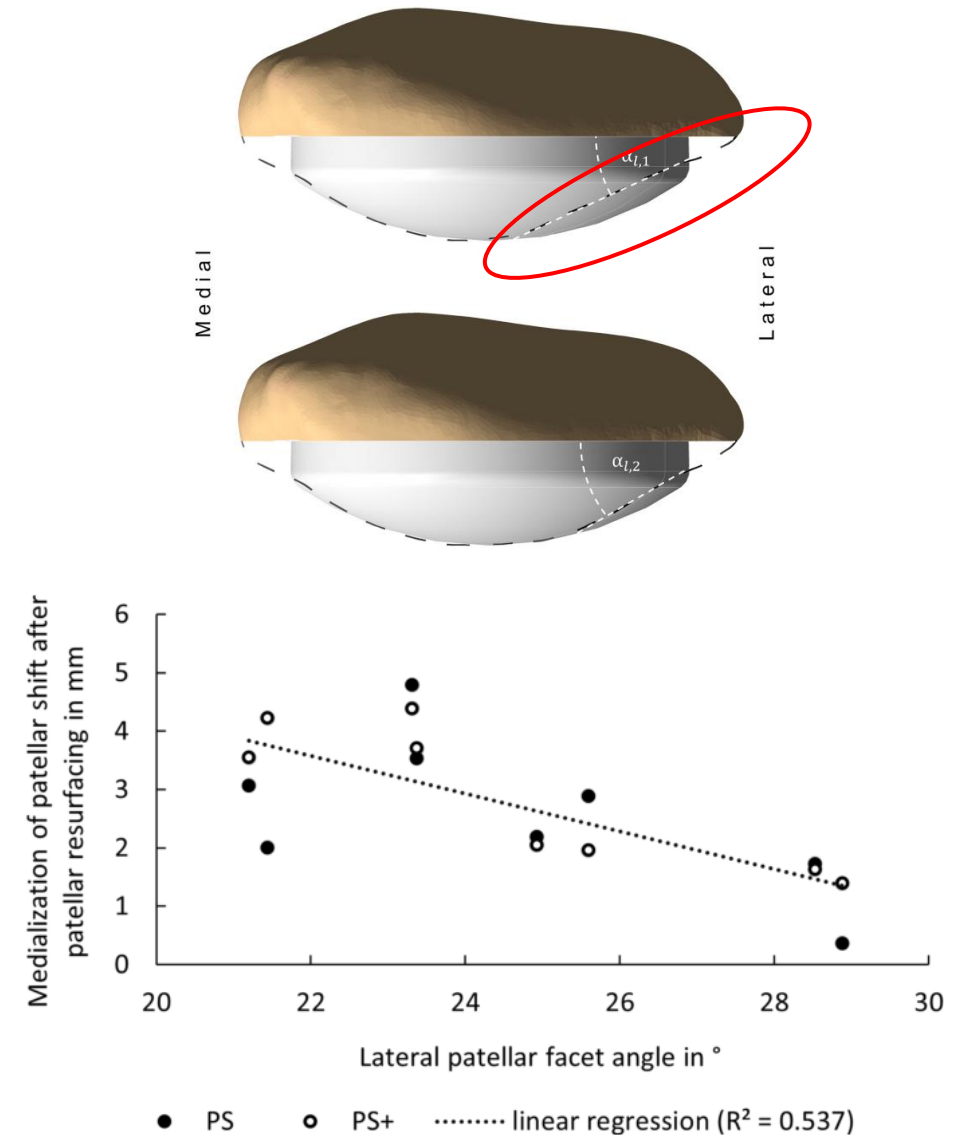 αl,1
Medial
Lateral
αl,2
Medialization of patellar shift after
patellar resurfacing in mm
6
5
4
3
2
1
0
20 22 24 26 28 30
Lateral patellar facet angle in °
PS PS+ linear regression (R² = 0.537)